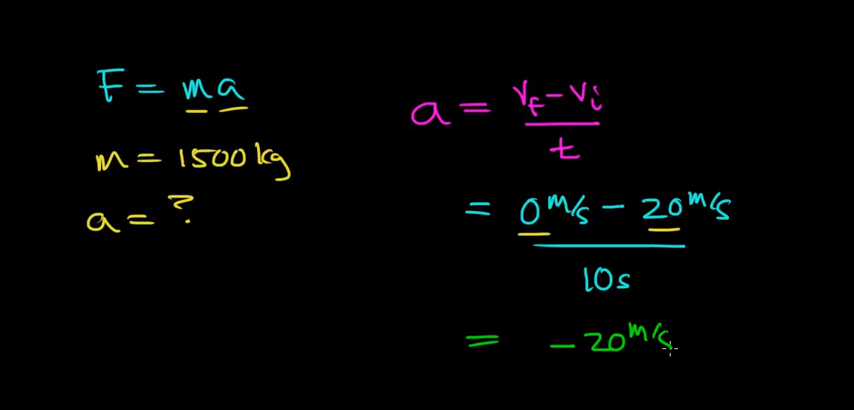 F = ma
m = 1500 kg
a = ?
a = vf - vi
t
= 0 m/s - 20 m/s
10s
= - 20 m/s